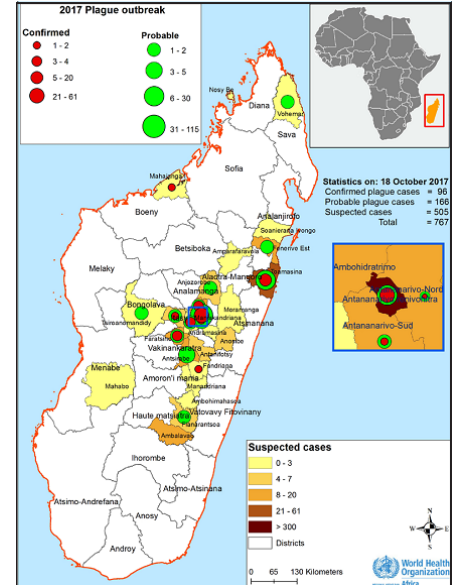 2017 Plague outbreak
Confirmed
1 - 2
3 - 4
5 - 20
21 - 61
Probable
1 - 2
3 - 5
6 - 30
31 - 115
Nosy Be
Diana
Vohemar
Sava
Sofia
Mahajanga
Boeny
Statistics on: 18 October 2017
Confirmed plague cases = 96
Probable plague cases = 166
Suspected cases = 505
Total = 767
Analanjirofo
Soanierana Ivongo
Betsiboka
Fenerive Est
Melaky
Anjazorobe
Analamanga
Bongolava
Tsiroanomandidy
Moramanga
Atsinanana
Ambohidratrimo
Antananarivo-Sud
Faratsiho
Vakinankaratra
Antsirabe
Fandriana
Menabe
Mahabo
Amoron'i mania
Manandriana
Ambohimahasoa
Haute matsiatra
Vatovavy Fitovinany
Fianarantsoa
Ambalavao
Ihorombe
Atsimo-Atsinana
Atsimo-Andrefana
Anosy
Androy
Suspected cases
0 - 3
4 - 7
8 - 20
21 - 61
> 300
Districts
0 65 130 Kilometers
N
W E
S
World Health
Organization
Africa